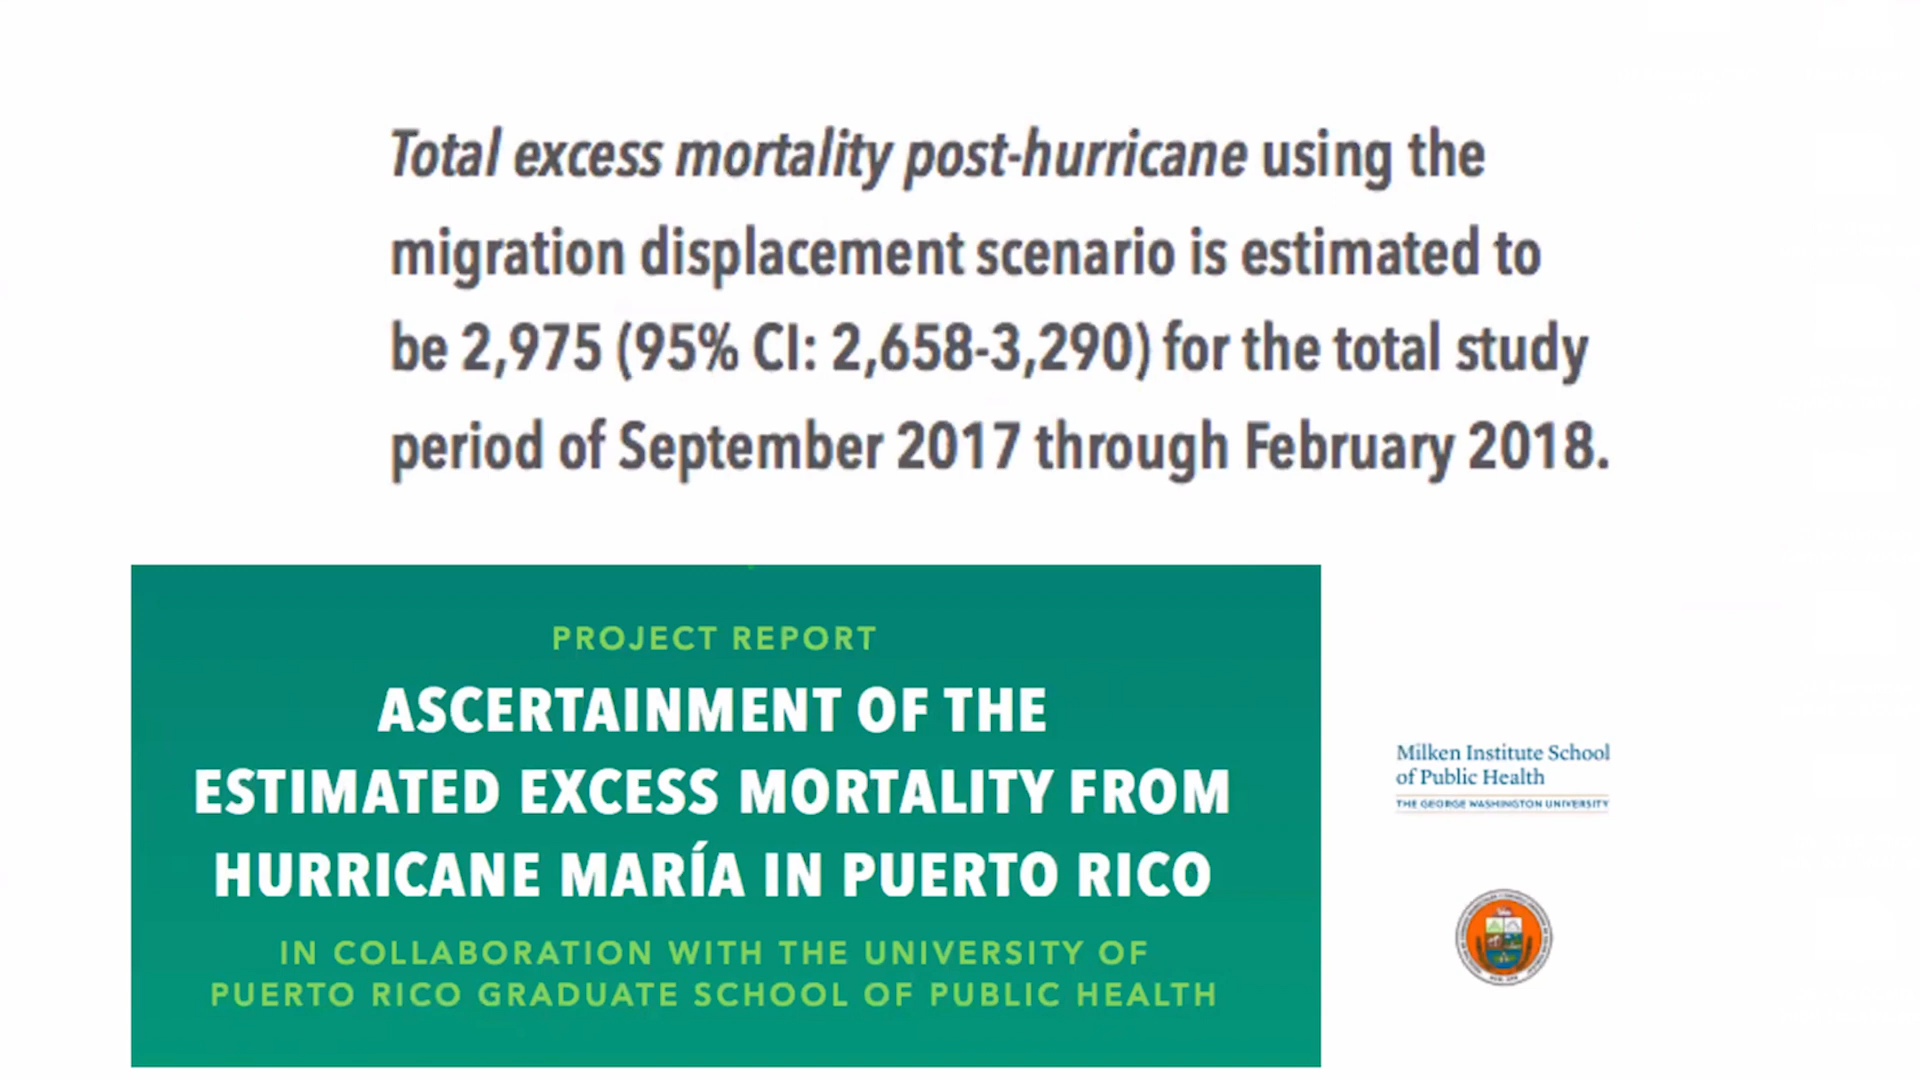 Total excess mortality post-hurricane using the
migration displacement scenario is estimated to
be 2,975 (95% CI: 2,658-3,290) for the total study
period of September 2017 through February 2018.
PROJECT REPORT
ASCERTAINMENT OF THE
ESTIMATED EXCESS MORTALITY FROM
HURRICANE MARÍA IN PUERTO RICO
IN COLLABORATION WITH THE UNIVERSITY OF
PUERTO RICO GRADUATE SCHOOL OF PUBLIC HEALTH
Milken Institute School
of Public Health
THE GEORGE WASHINGTON UNIVERSITY